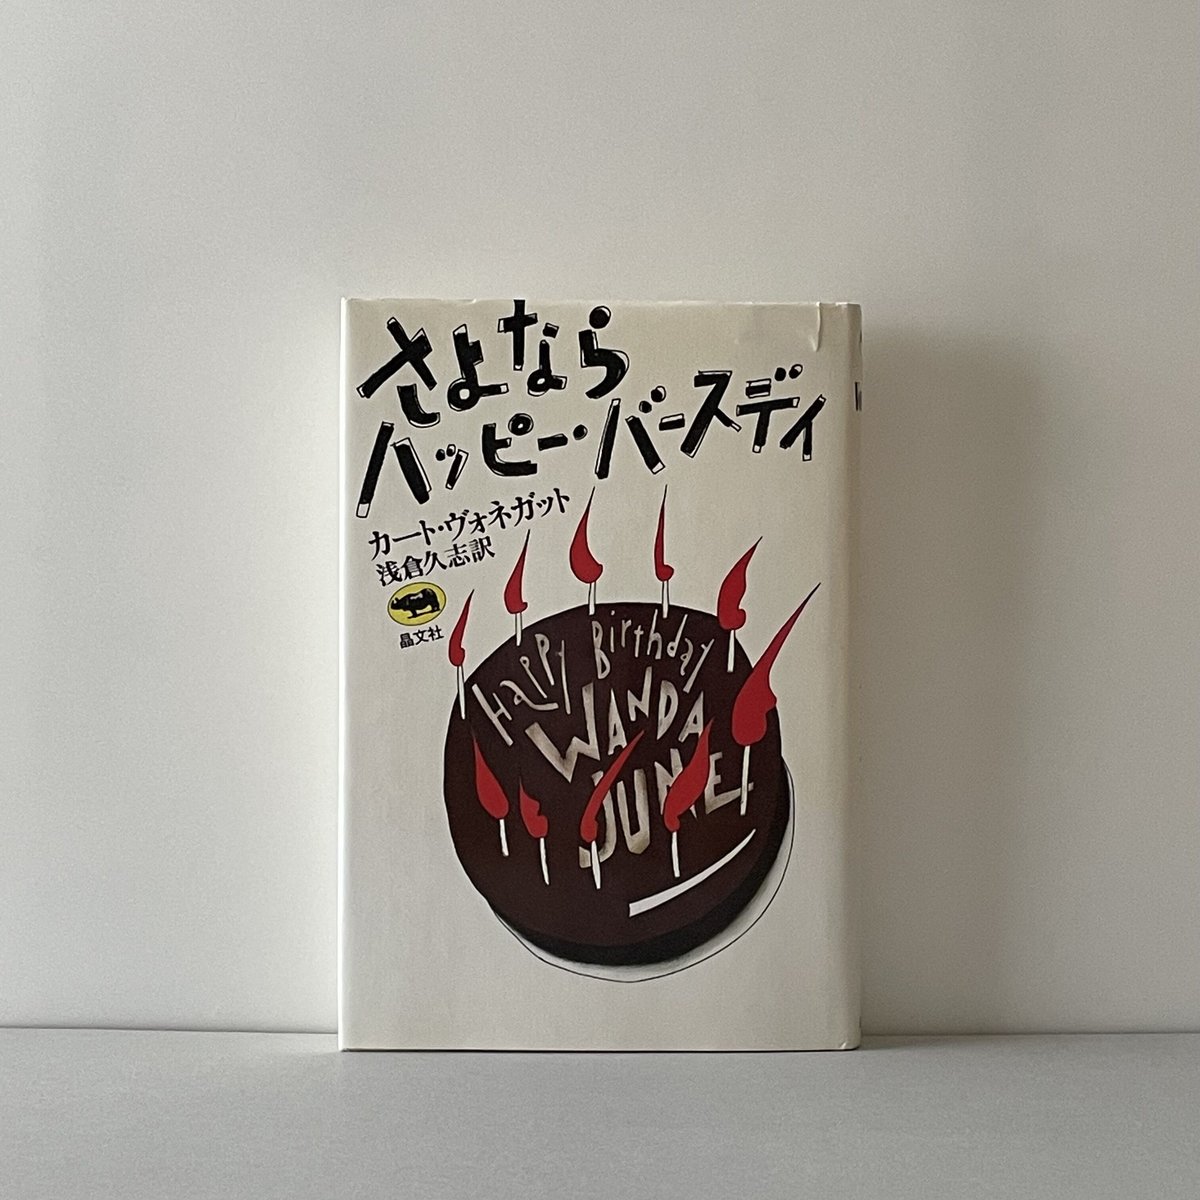 さよなら
ハッピー・バースディ
カート・ヴォネガット
浅倉久志訳
晶文社
Happy Birthday
WANDA
JUNE